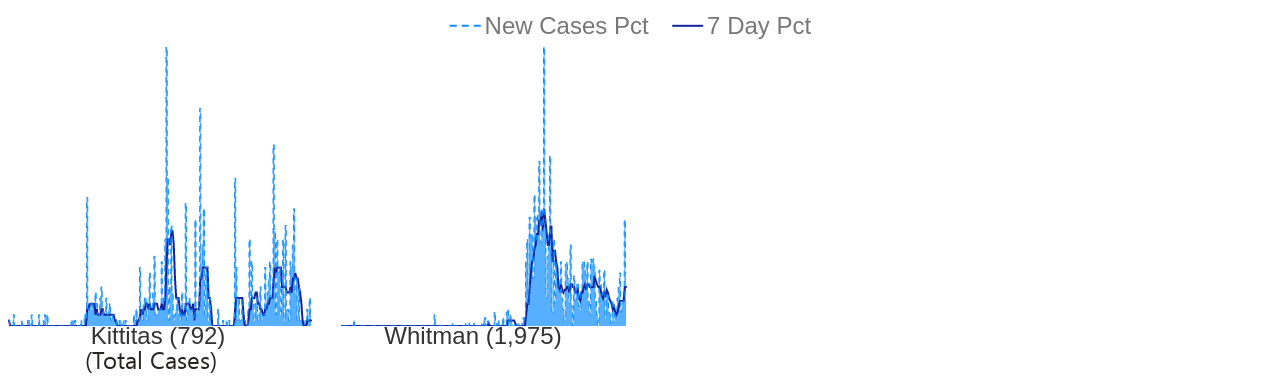 New Cases Pct 7 Day Pct
Kittitas (792) Whitman (1,975)
(Total Cases)